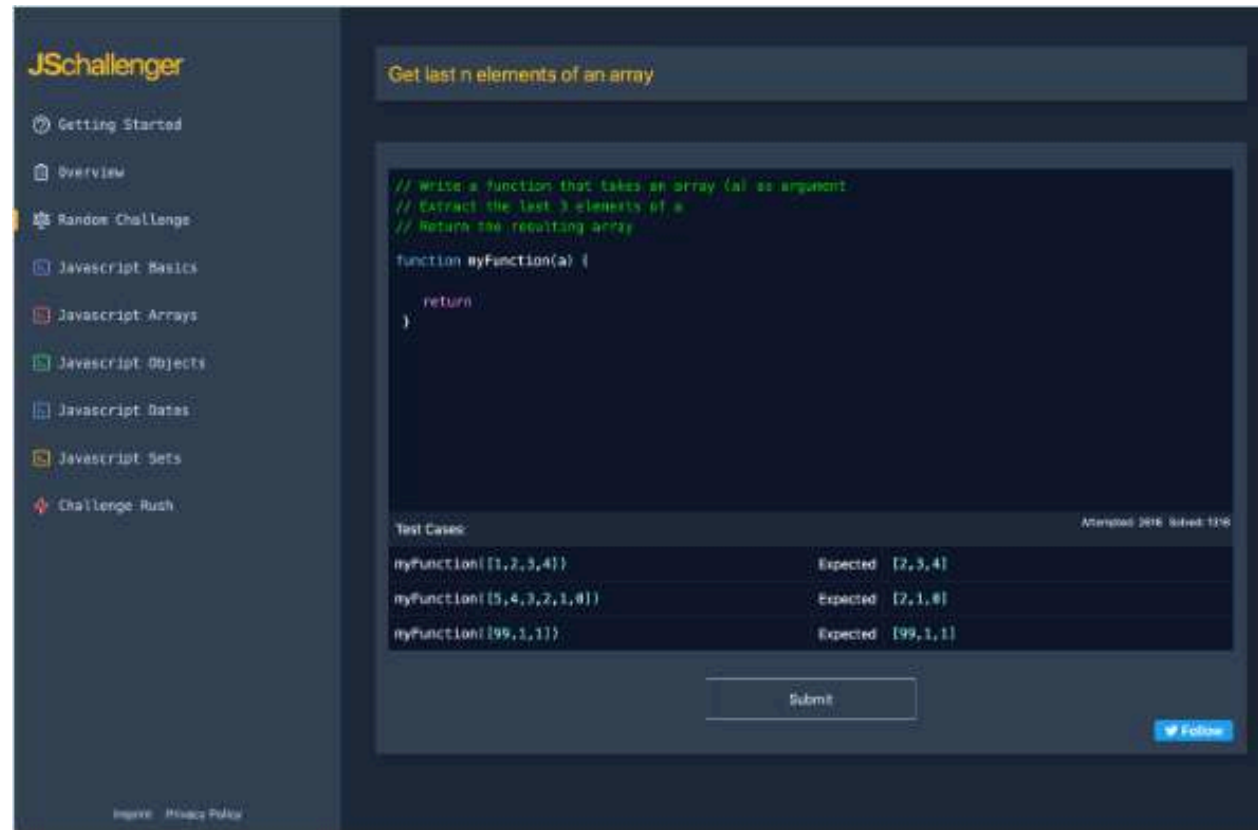 JSchallenger
Getting Started
Overview
Random Challenge
Javascript Basics
Javascript Arrays
Javascript Objects
Javascript Dates
Javascript Sets
Challenge Rush
Imprint Privacy Policy
Get last n elements of an array
// Write a function that takes an array (a) as argument
// Extract the last 3 elements of a
// Return the resulting array
function myFunction(a) {
return
}
Test Cases:
Attempted: 2616 Solved: 1316
myFunction([1,2,3,4]) Expected [2,3,4]
myFunction([5,4,3,2,1,0]) Expected [2,1,0]
myFunction([99,1,1]) Expected [99,1,1]
Submit
Follow